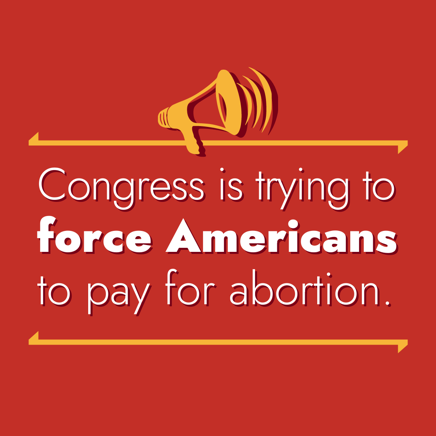 Congress is trying to
force Americans
to pay for abortion.